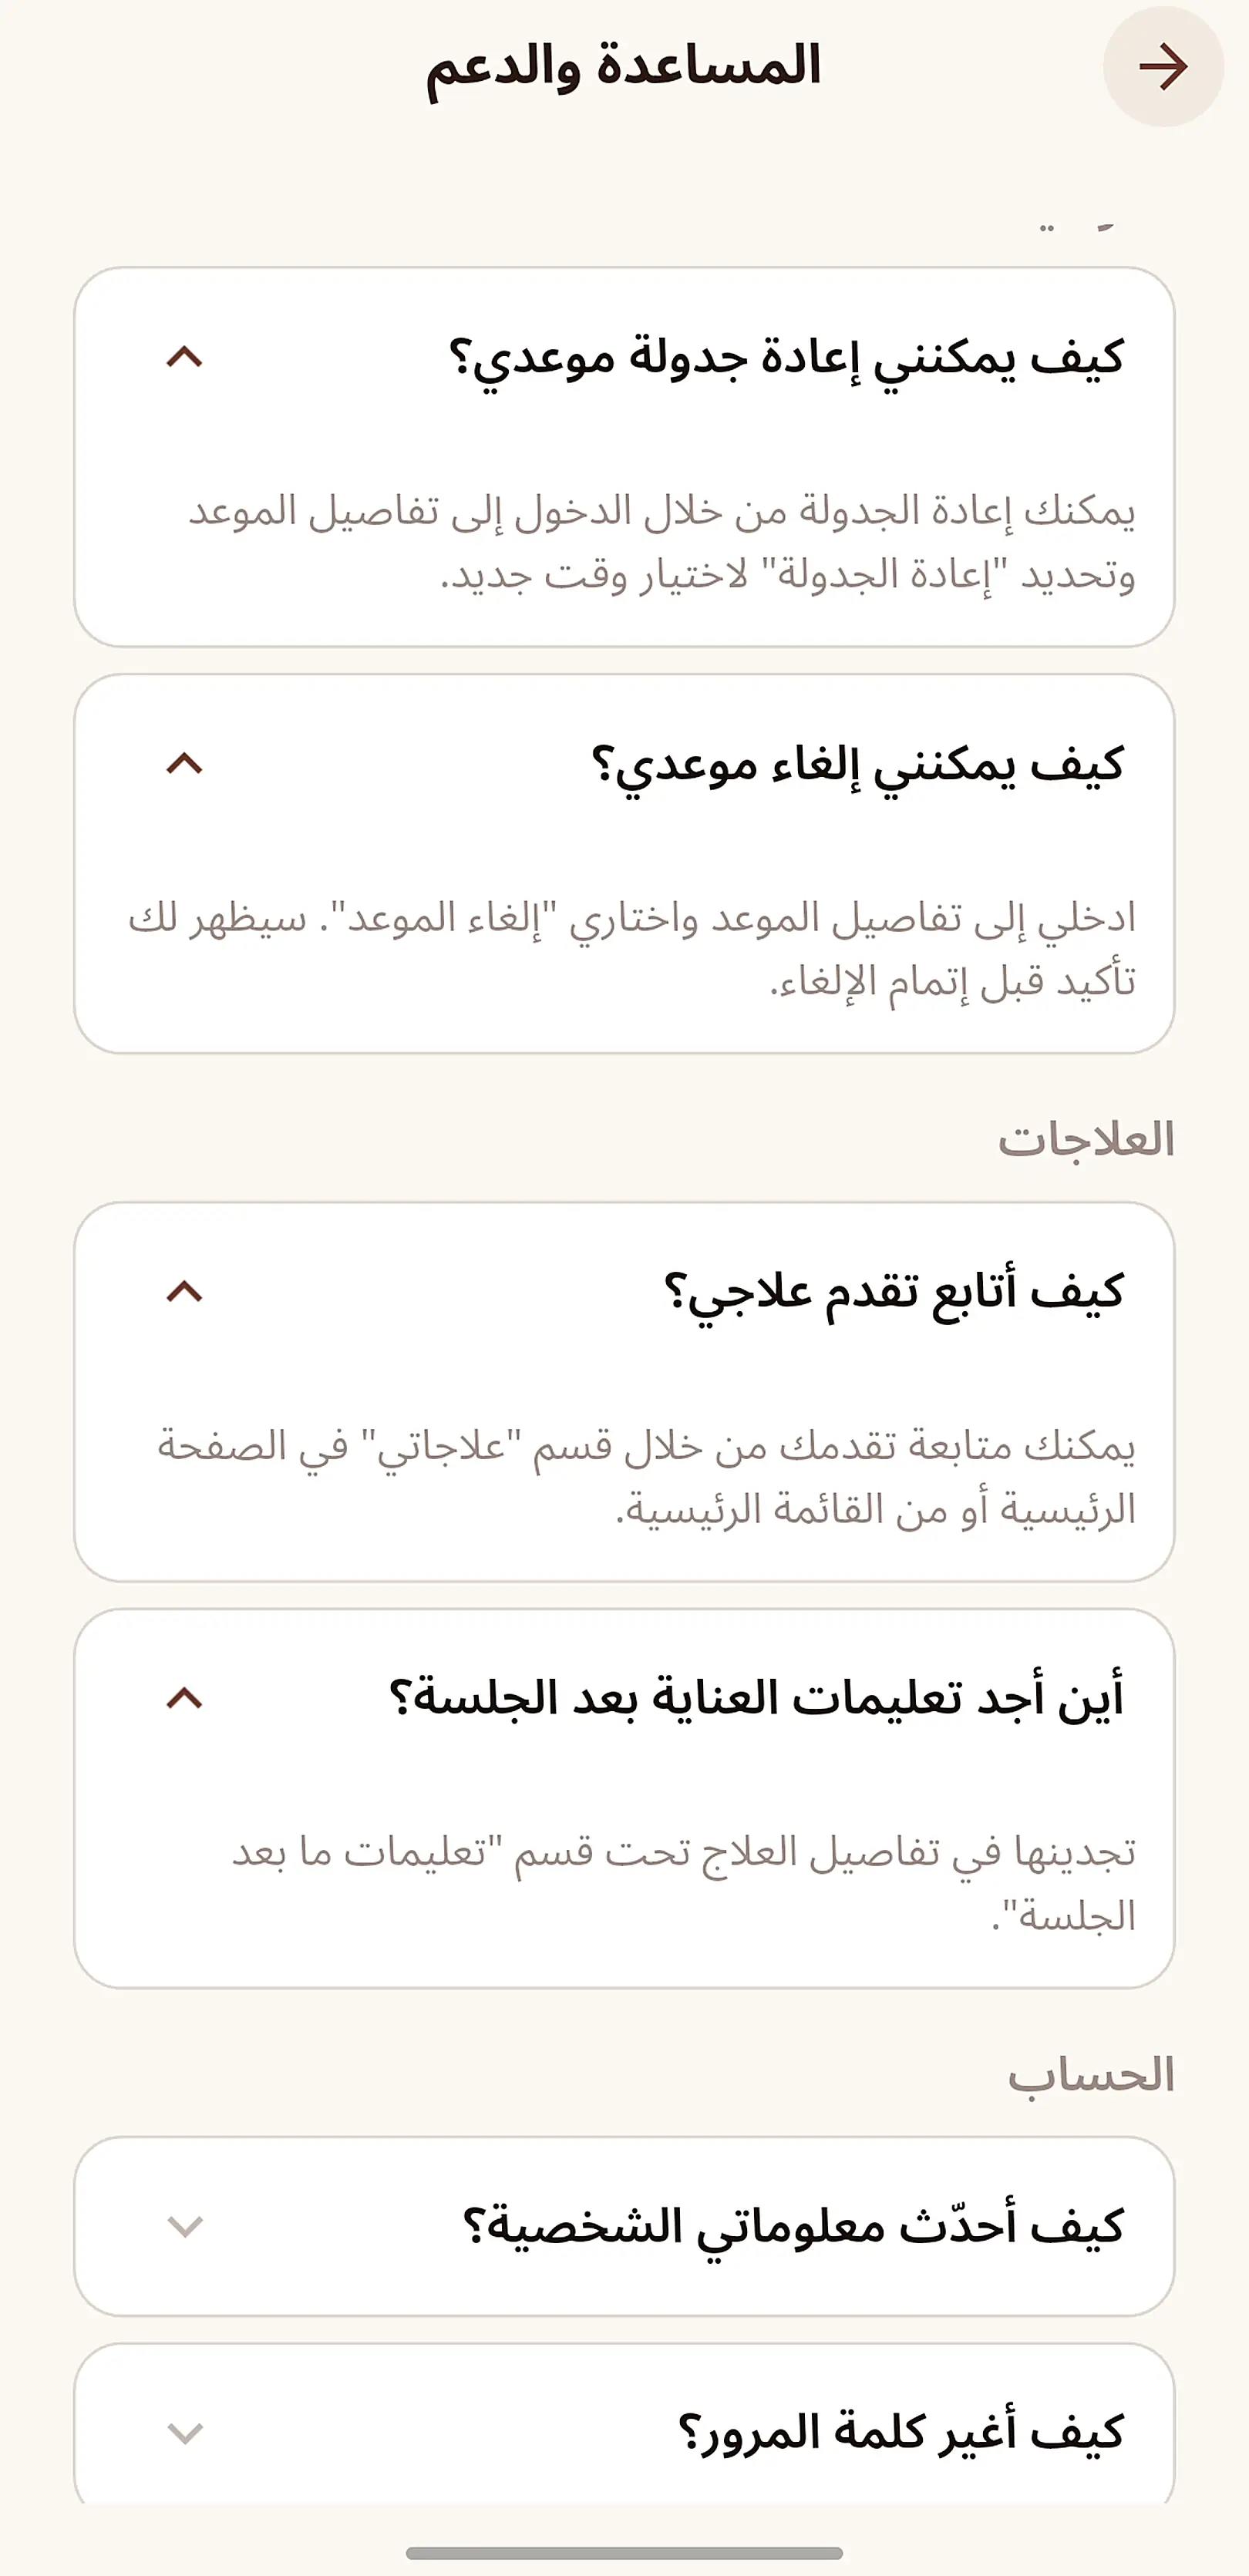 المساعدة والدعم
كيف يمكنني إعادة جدولة موعدي؟
يمكنك إعادة الجدولة من خلال الدخول إلى تفاصيل الموعد
وتحديد "إعادة الجدولة" لاختيار وقت جديد.
كيف يمكنني إلغاء موعدي؟
ادخلي إلى تفاصيل الموعد واختاري "إلغاء الموعد". سيظهر لك
تأكيد قبل إتمام الإلغاء.
العلاجات
كيف أتابع تقدم علاجي؟
يمكنك متابعة تقدمك من خلال قسم "علاجاتي" في الصفحة
الرئيسية أو من القائمة الرئيسية.
أين أجد تعليمات العناية بعد الجلسة؟
تجدينها في تفاصيل العلاج تحت قسم "تعليمات ما بعد
الجلسة".
الحساب
كيف أحدّث معلوماتي الشخصية؟
كيف أغير كلمة المرور؟